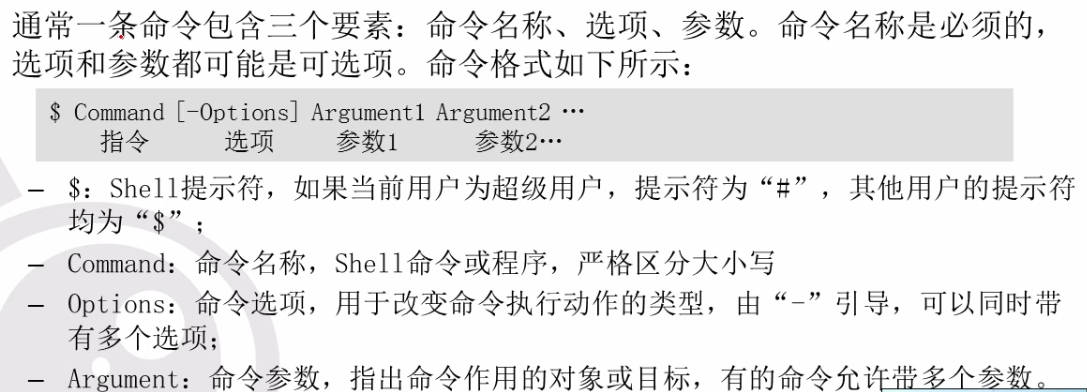 通常一条命令包含三个要素：命令名称、选项、参数。命令名称是必须的，
选项和参数都可能是可选项。命令格式如下所示：
$ Command [-Options] Argument1 Argument2 …
指令 选项 参数1 参数2…
– $：Shell提示符，如果当前用户为超级用户，提示符为“#”，其他用户的提示符
均为“$”；
– Command：命令名称，Shell命令或程序，严格区分大小写
– Options：命令选项，用于改变命令执行动作的类型，由“-”引导，可以同时带
有多个选项；
– Argument：命令参数，指出命令作用的对象或目标，有的命令允许带多个参数。